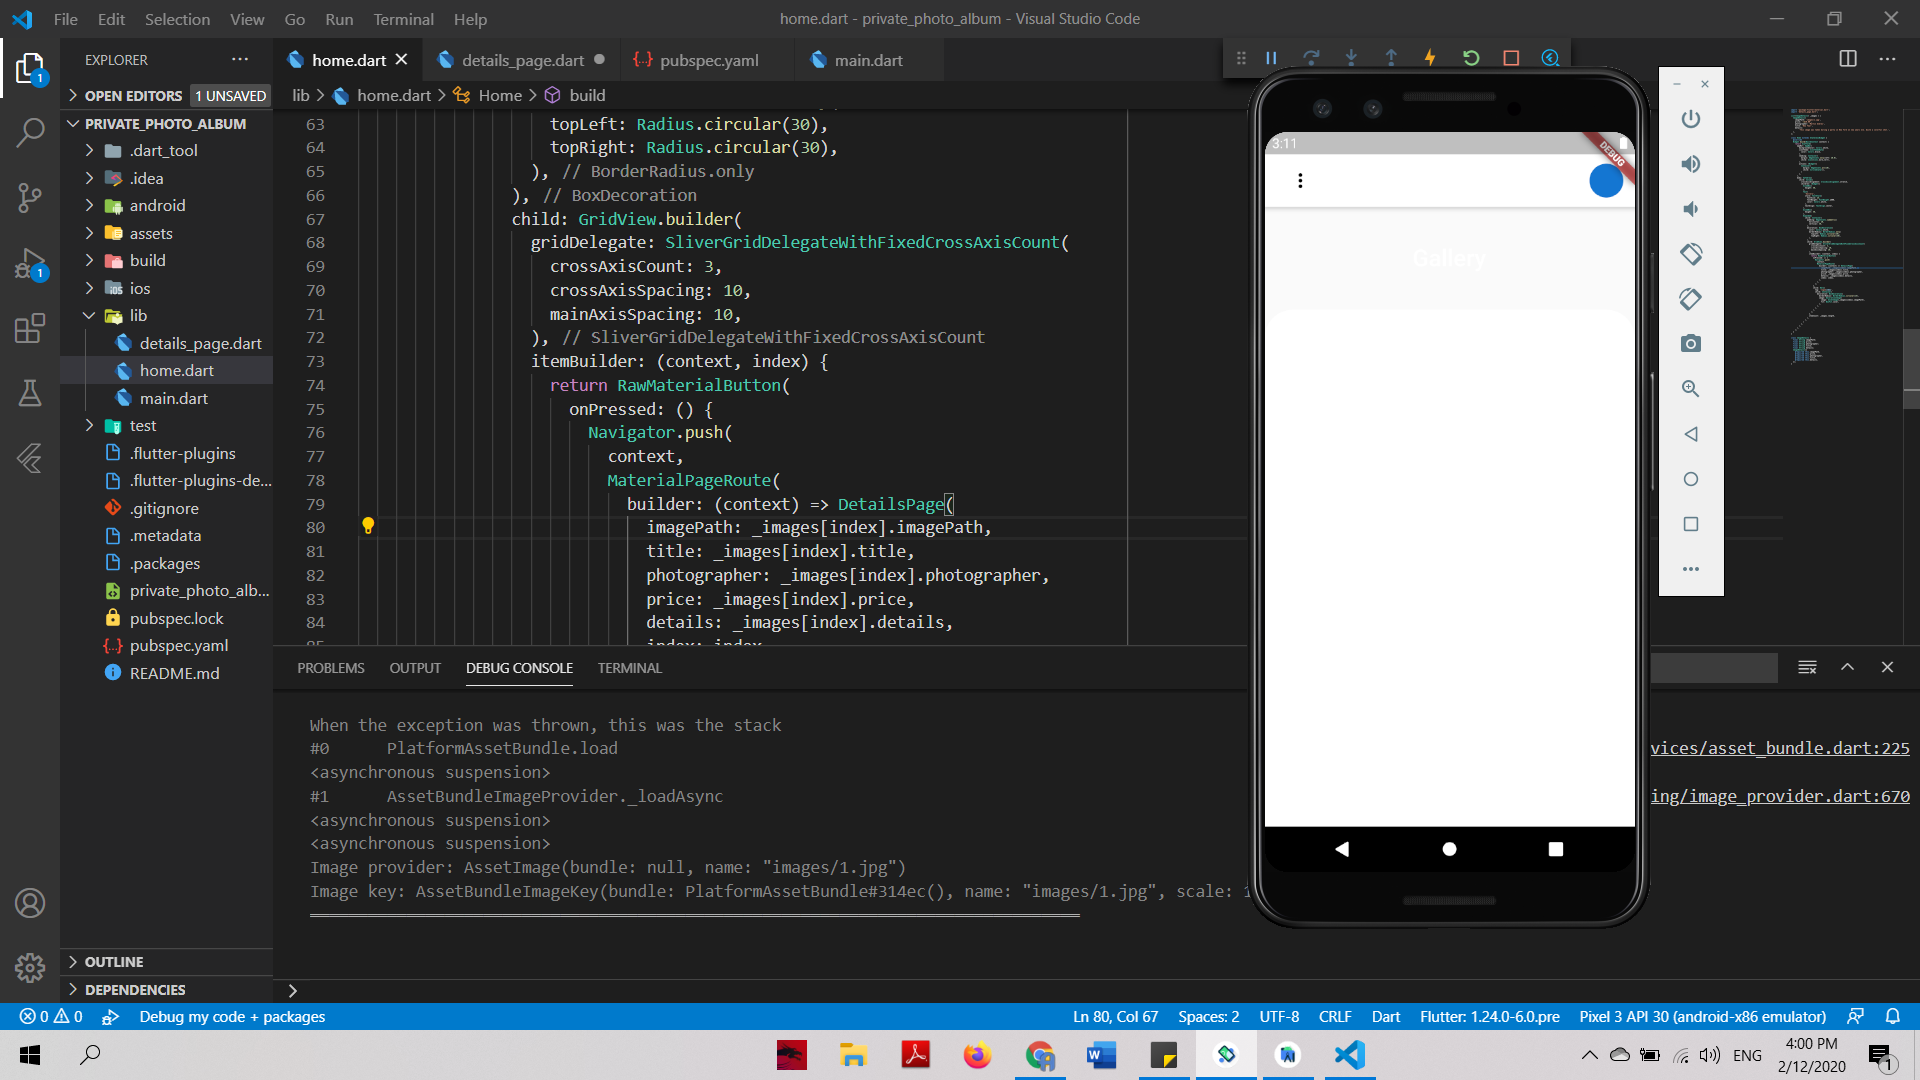 File Edit Selection View Go Run Terminal Help
home.dart - private_photo_album - Visual Studio Code
EXPLORER
home.dart
details_page.dart
pubspec.yaml
main.dart
OPEN EDITORS 1 UNSAVED
lib > home.dart > Home > build
PRIVATE_PHOTO_ALBUM
.dart_tool
.idea
android
assets
build
ios
lib
details_page.dart
home.dart
main.dart
test
.flutter-plugins
.flutter-plugins-de...
.gitignore
.metadata
.packages
private_photo_alb...
pubspec.lock
pubspec.yaml
README.md
OUTLINE
DEPENDENCIES
63 topLeft: Radius.circular(30),
64 topRight: Radius.circular(30),
65 ), // BorderRadius.only
66 ), // BoxDecoration
67 child: GridView.builder(
68 gridDelegate: SliverGridDelegateWithFixedCrossAxisCount(
69 crossAxisCount: 3,
70 crossAxisSpacing: 10,
71 mainAxisSpacing: 10,
72 ), // SliverGridDelegateWithFixedCrossAxisCount
73 itemBuilder: (context, index) {
74 return RawMaterialButton(
75 onPressed: () {
76 Navigator.push(
77 context,
78 MaterialPageRoute(
79 builder: (context) => DetailsPage(
80 imagePath: _images[index].imagePath,
81 title: _images[index].title,
82 photographer: _images[index].photographer,
83 price: _images[index].price,
84 details: _images[index].details,
85 index: index
PROBLEMS OUTPUT DEBUG CONSOLE TERMINAL
When the exception was thrown, this was the stack
#0 PlatformAssetBundle.load vices/asset_bundle.dart:225
<asynchronous suspension>
#1 AssetBundleImageProvider._loadAsync ing/image_provider.dart:670
<asynchronous suspension>
<asynchronous suspension>
Image provider: AssetImage(bundle: null, name: "images/1.jpg")
Image key: AssetBundleImageKey(bundle: PlatformAssetBundle#314ec(), name: "images/1.jpg", scale: 1
3:11
DEBUG
Gallery
0 0 Debug my code + packages
Ln 80, Col 67 Spaces: 2 UTF-8 CRLF Dart Flutter: 1.24.0-6.0.pre Pixel 3 API 30 (android-x86 emulator)
ENG
4:00 PM
2/12/2020
1